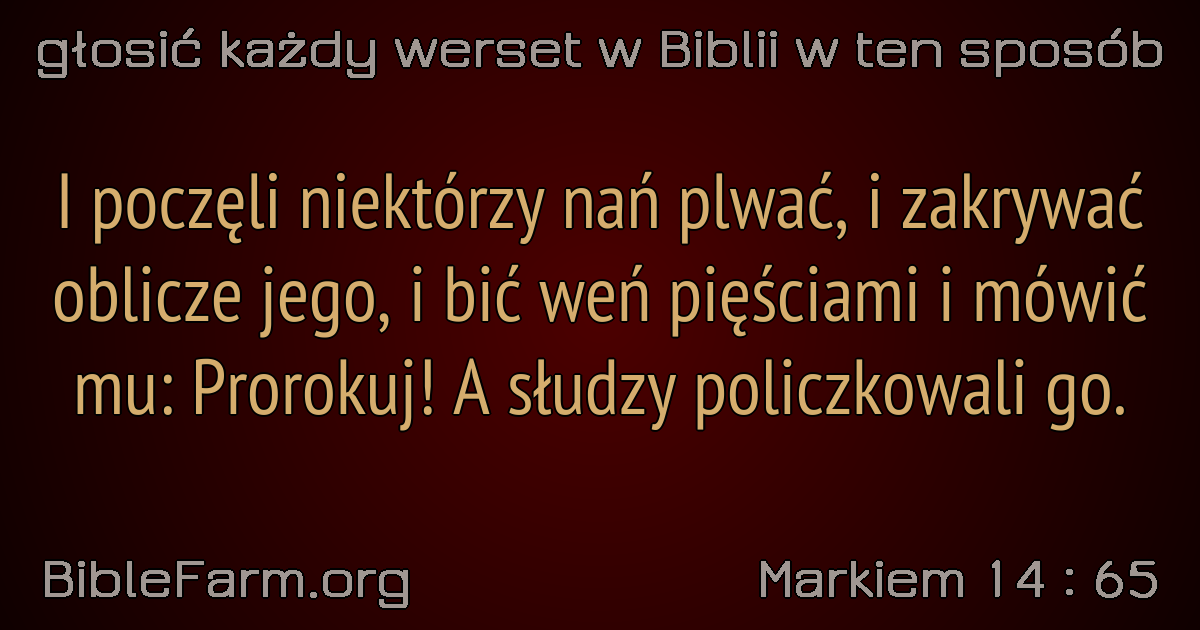 głosić każdy werset w Biblii w ten sposób
I poczęli niektórzy nań plwać, i zakrywać
oblicze jego, i bić weń pięściami i mówić
mu: Prorokuj! A słudzy policzkowali go.
BibleFarm.org
Markiem 14 : 65